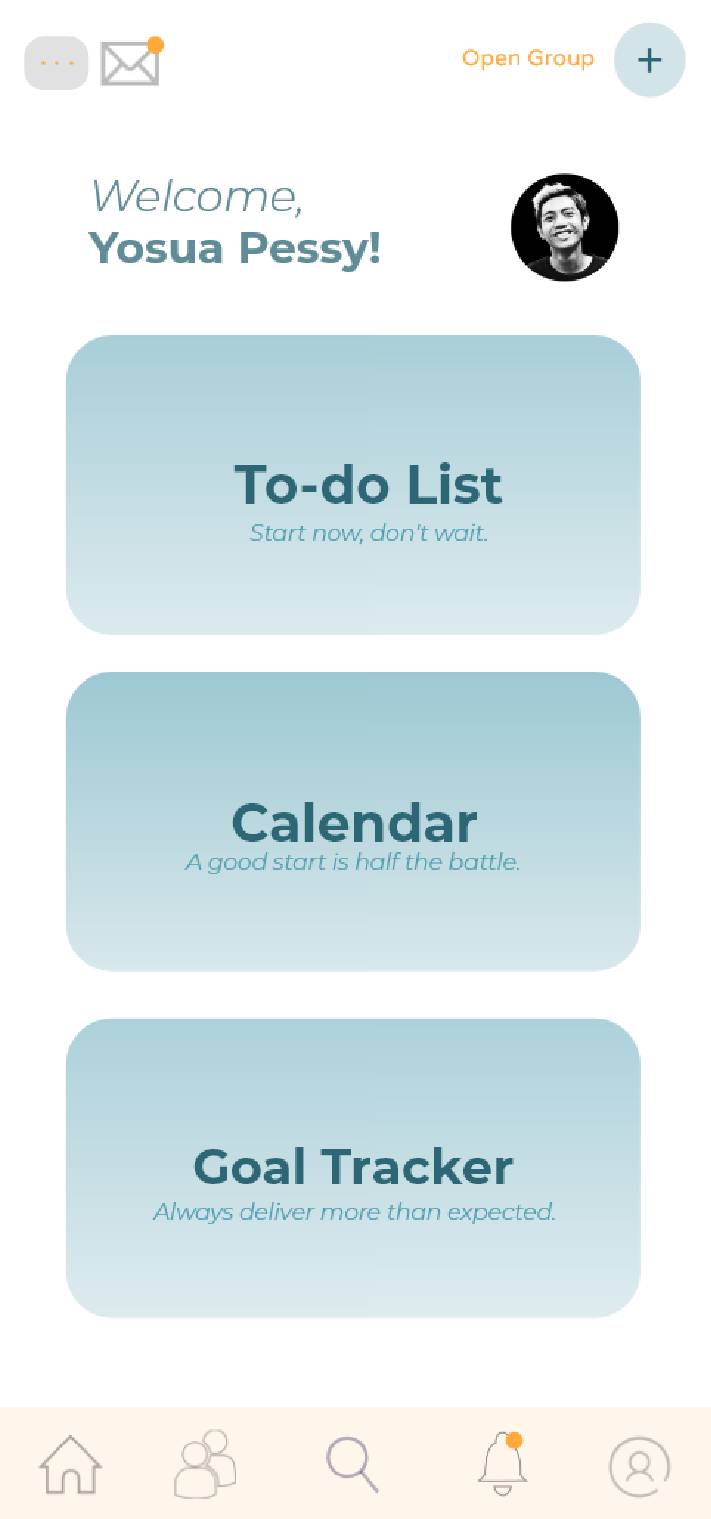 Open Group
Welcome,
Yosua Pessy!
To-do List
Start now, don't wait.
Calendar
A good start is half the battle.
Goal Tracker
Always deliver more than expected.